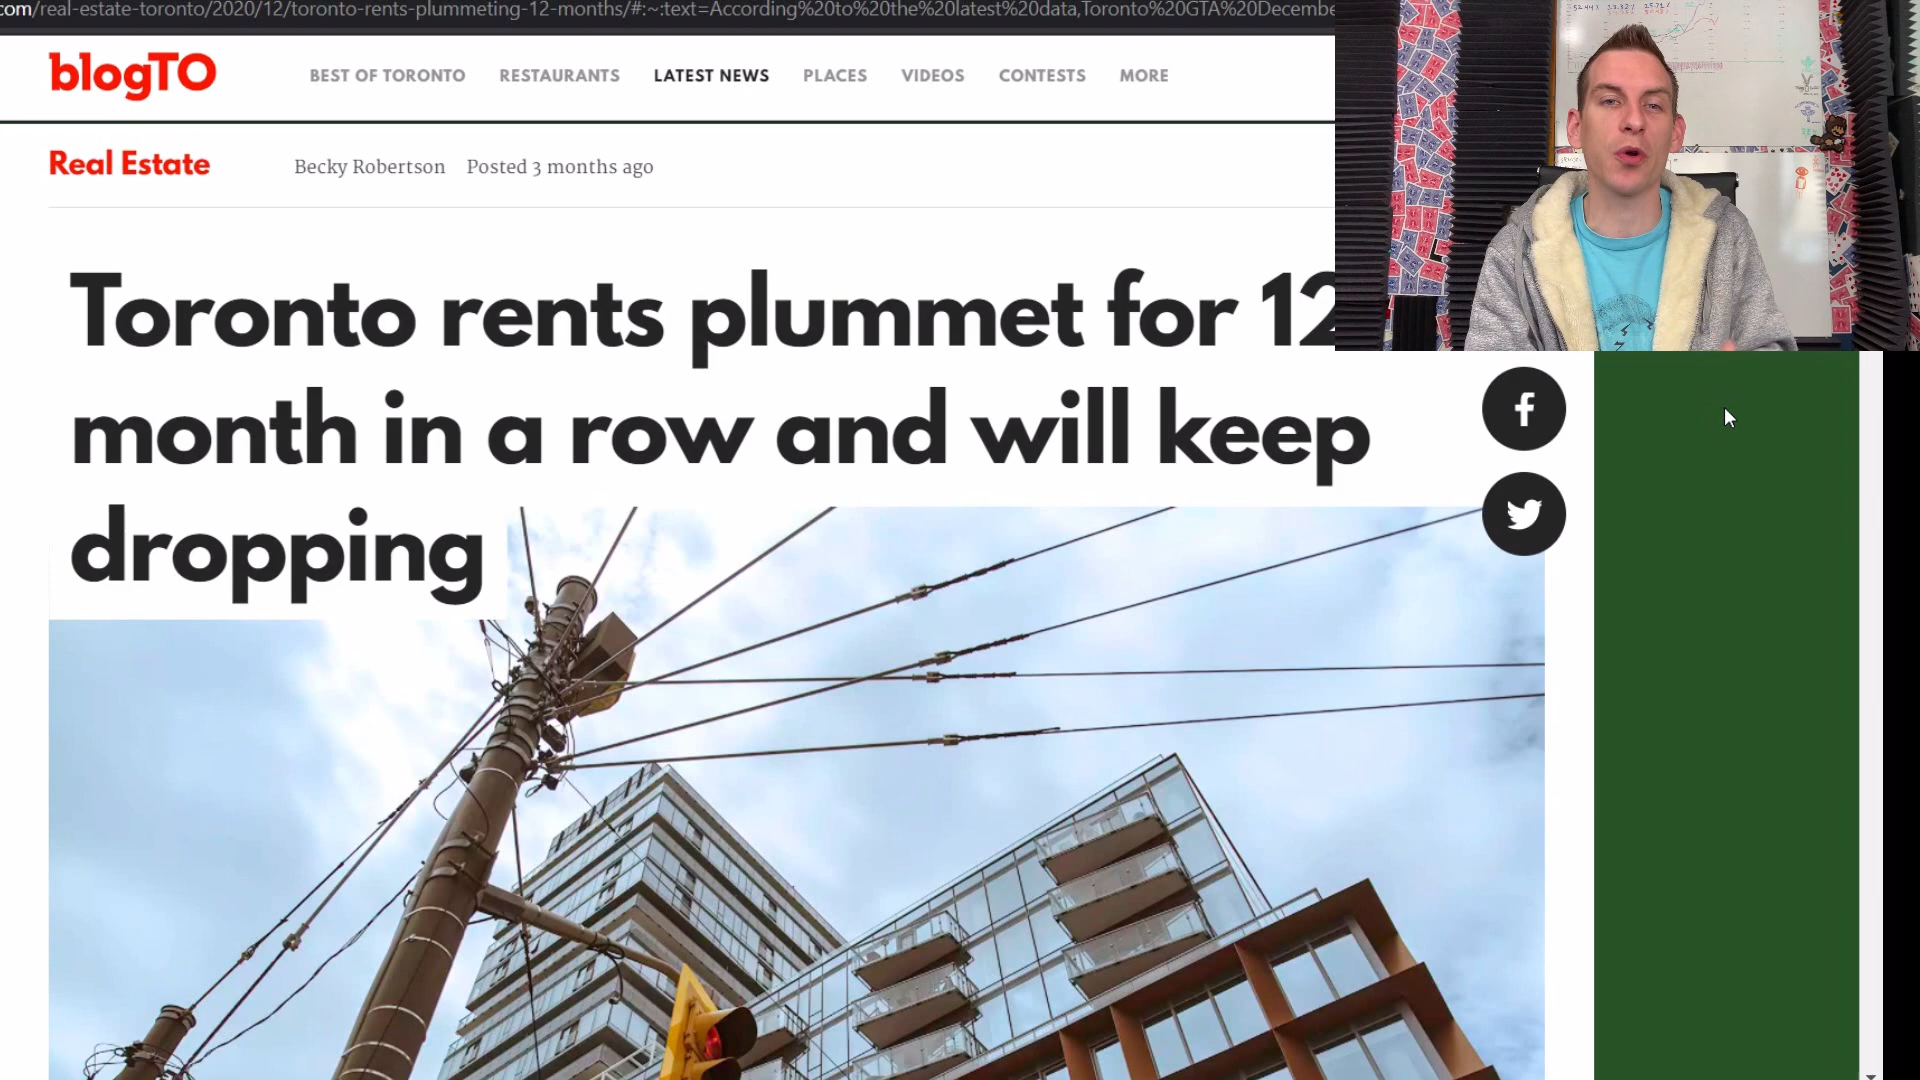 com/real-estate-toronto/2020/12/toronto-rents-plummeting-12-months/#:~:text=According%20to%20the%20latest%20data,Toronto%20GTA%20Decembe
blogTO
BEST OF TORONTO RESTAURANTS LATEST NEWS PLACES VIDEOS CONTESTS MORE
Real Estate Becky Robertson Posted 3 months ago
Toronto rents plummet for 12
month in a row and will keep
dropping